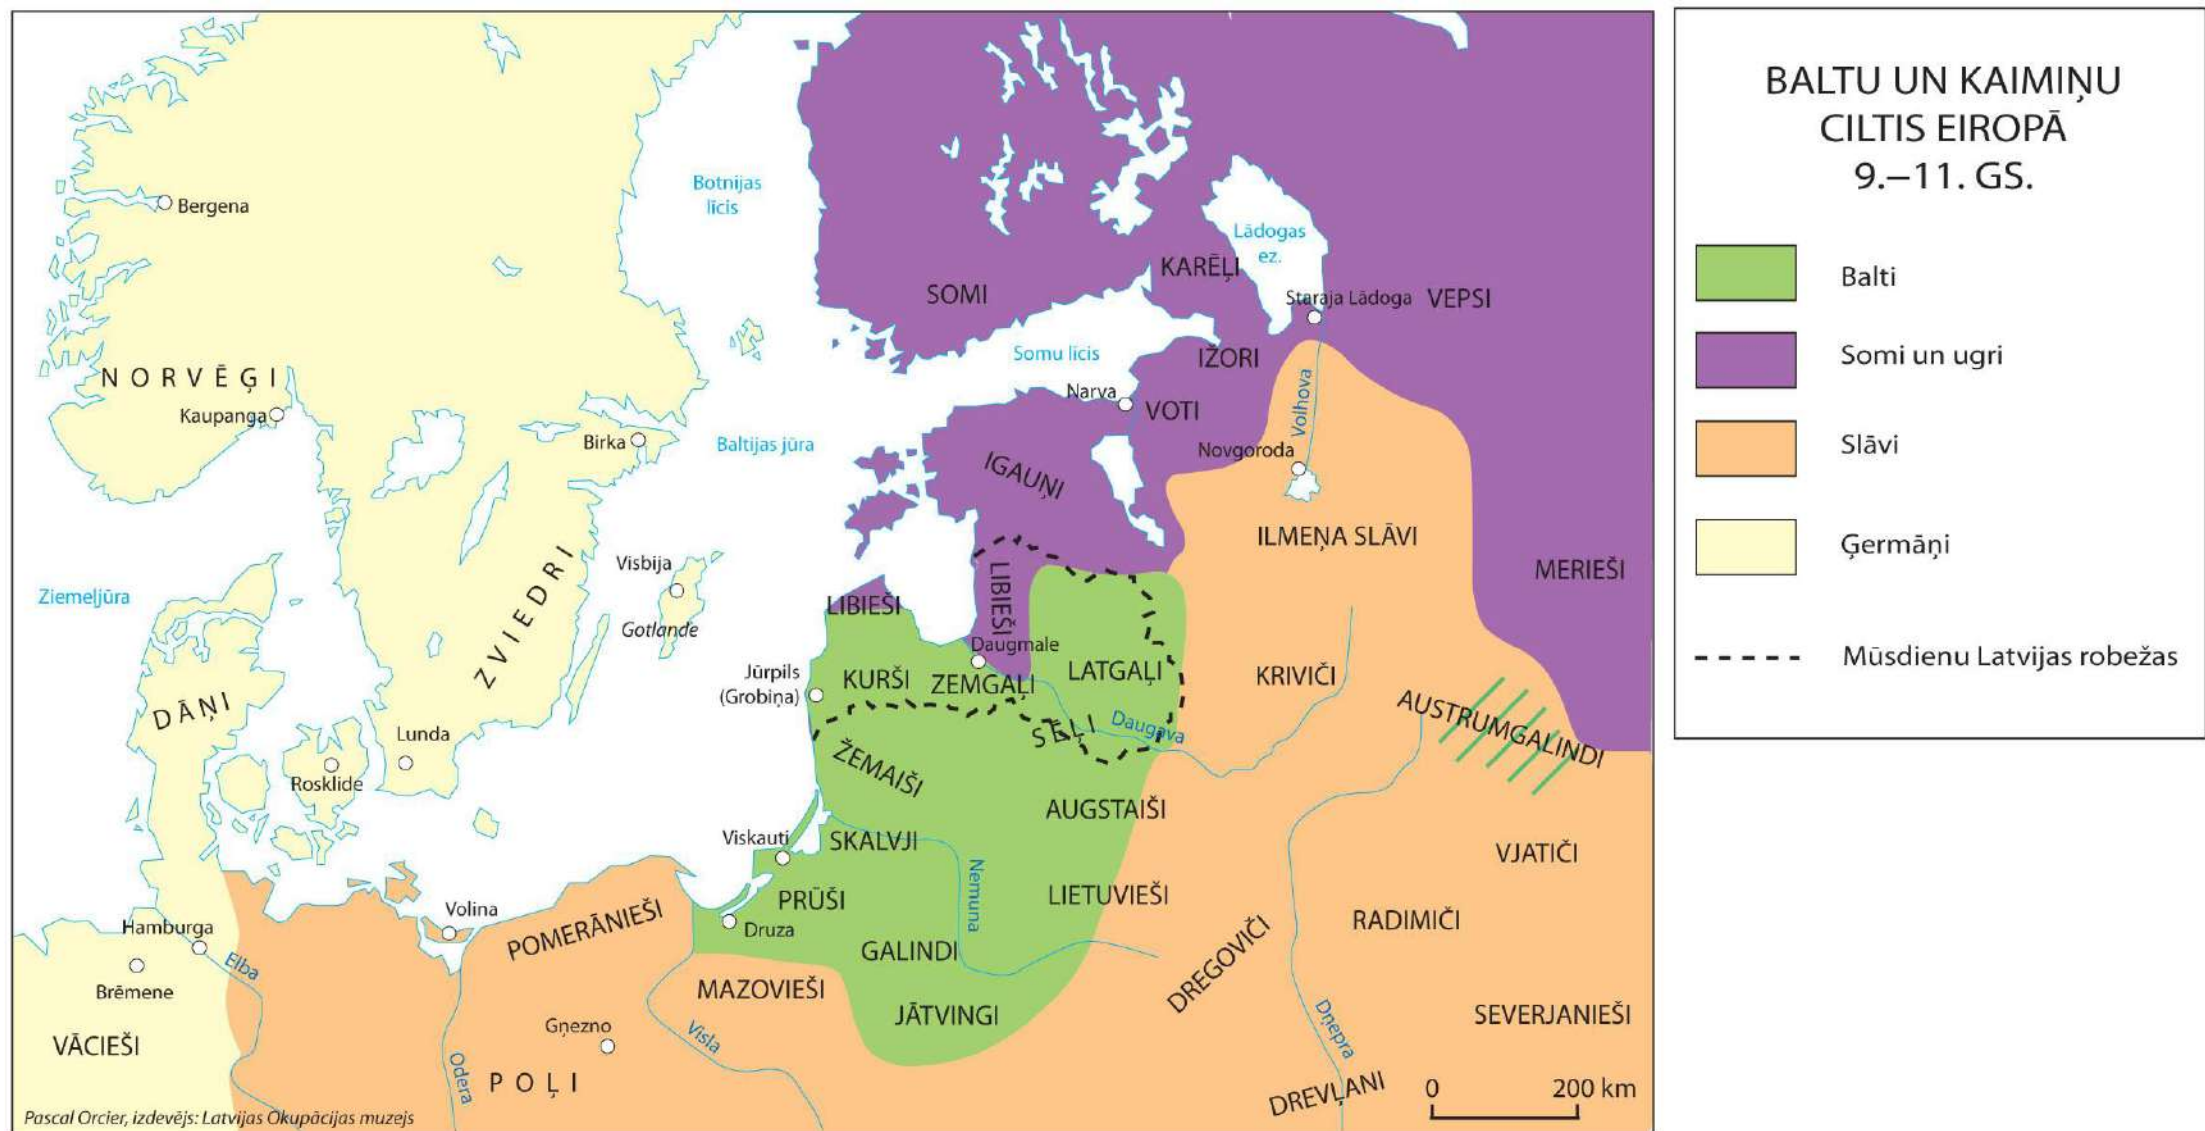 BALTU UN KAIMIŅU
CILTIS EIROPĀ
9.–11. GS.
Balti
Somi un ugri
Slāvi
Ģermāņi
Mūsdienu Latvijas robežas
Botnijas
līcis
Bergena
Lādogas
ez.
KARĒĻI
SOMI
Staraja Lādoga
VEPSI
Somu līcis
IŽORI
NORVĒĢI
Kaupanga
Narva
VOTI
Volhova
Birka
Baltijas jūra
Novgoroda
IGAUŅI
ILMEŅA SLĀVI
Visbija
MERIEŠI
Ziemeļjūra
ZVIEDRI
Gotlande
LIBIEŠI
LIBIEŠI
Daugmale
Jūrpils
(Grobiņa)
KURŠI
ZEMGAĻI
LATGAĻI
KRIVIČI
DĀŅI
AUSTRUMGALINDI
SĒĻI
Daugava
Lunda
Rosklide
ŽEMAIŠI
AUGSTAIŠI
Viskauti
SKALVJI
VJATIČI
Nemuna
PRŪŠI
LIETUVIEŠI
Volina
POMERĀNIEŠI
Druza
RADIMIČI
Hamburga
Elba
GALINDI
DREGOVIČI
Brēmene
MAZOVIEŠI
JĀTVINGI
SEVERJANIEŠI
Gņezno
Visla
Dņepra
VĀCIEŠI
Odera
POĻI
DREVĻANI
0 200 km
Pascal Orcier, izdevējs: Latvijas Okupācijas muzejs